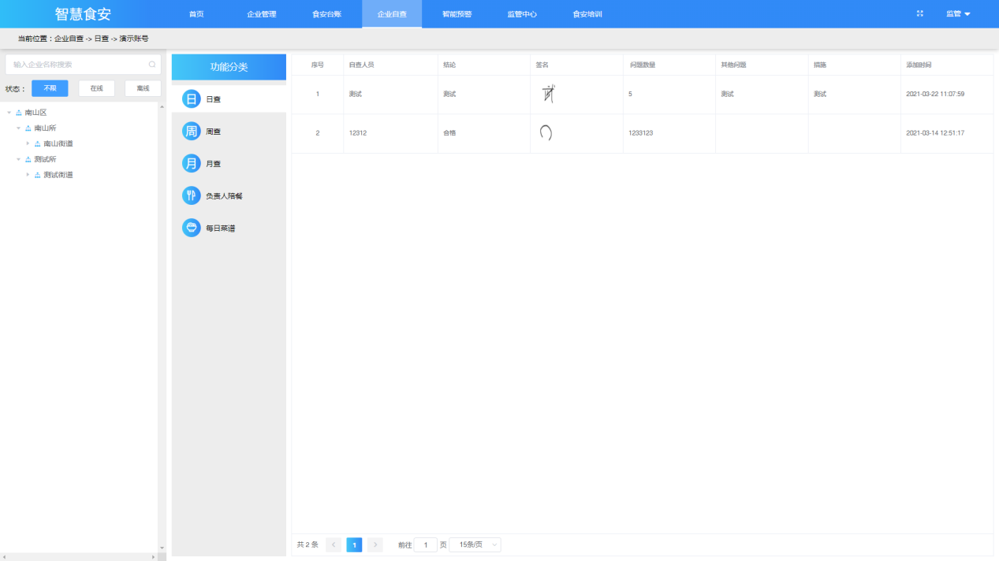 智慧食安
首页 企业管理 食安台账 企业自查 智能预警 监管中心 食安培训 监管
当前位置：企业自查 -> 日查 -> 演示账号
输入企业名称搜索
状态： 不限 在线 离线
南山区
南山所
南山街道
测试所
测试街道
功能分类
日 日查
周 周查
月 月查
负责人陪餐
每日菜谱
序号 自查人员 结论 签名 问题数量 其他问题 措施 添加时间
1 测试 测试 5 测试 测试 2021-03-22 11:07:59
2 12312 合格 1233123 2021-03-14 12:51:17
共 2 条 1 前往 1 页 15条/页